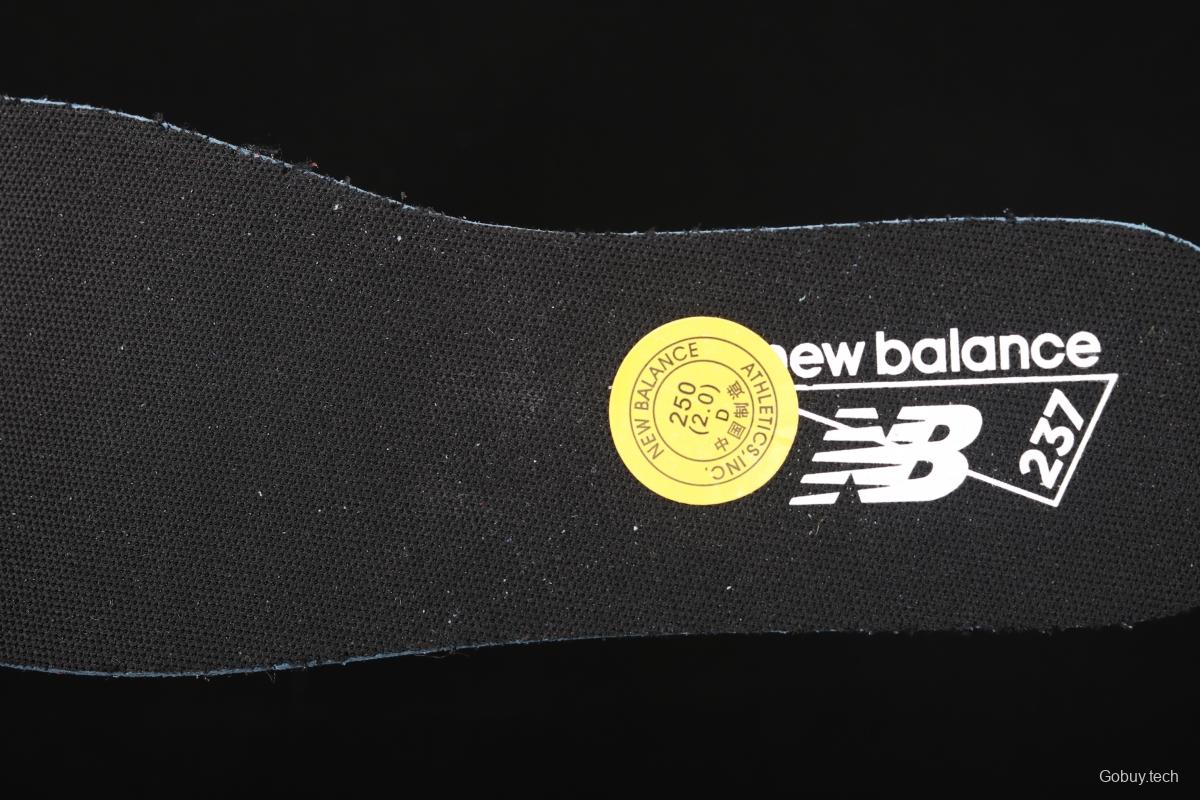 new balance
NB
237
NEW BALANCE ATHLETICS, INC.
250
(2.0)
D
中国制造
Gobuy.tech